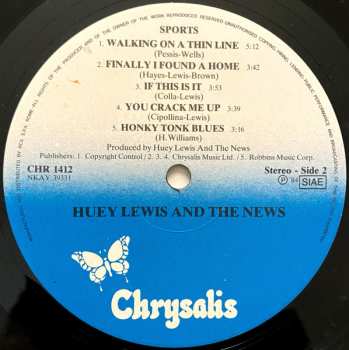 SPORTS
1. WALKING ON A THIN LINE 5:12
(Pessis-Wells)
2. FINALLY I FOUND A HOME 3:42
(Hayes-Lewis-Brown)
3. IF THIS IS IT 3:53
(Colla-Lewis)
4. YOU CRACK ME UP 3:39
(Cipollina-Lewis)
5. HONKY TONK BLUES 3:16
(H.Williams)
Produced by Huey Lewis And The News
Publishers: 1. Copyright Control / 2. 3. 4. Chrysalis Music Ltd. / 5. Robbins Music Corp.
CHR 1412
NKAY 39331
Stereo - Side 2
℗ 84 SIAE
HUEY LEWIS AND THE NEWS
Chrysalis